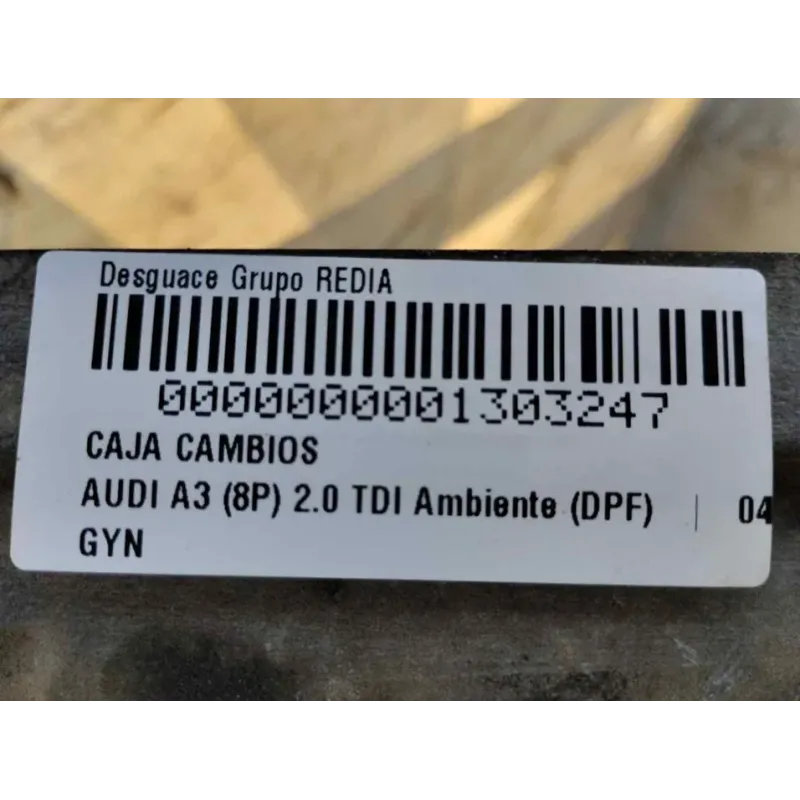 Desguace Grupo REDIA
0000000001303247
CAJA CAMBIOS
AUDI A3 (8P) 2.0 TDI Ambiente (DPF) | 04
GYN